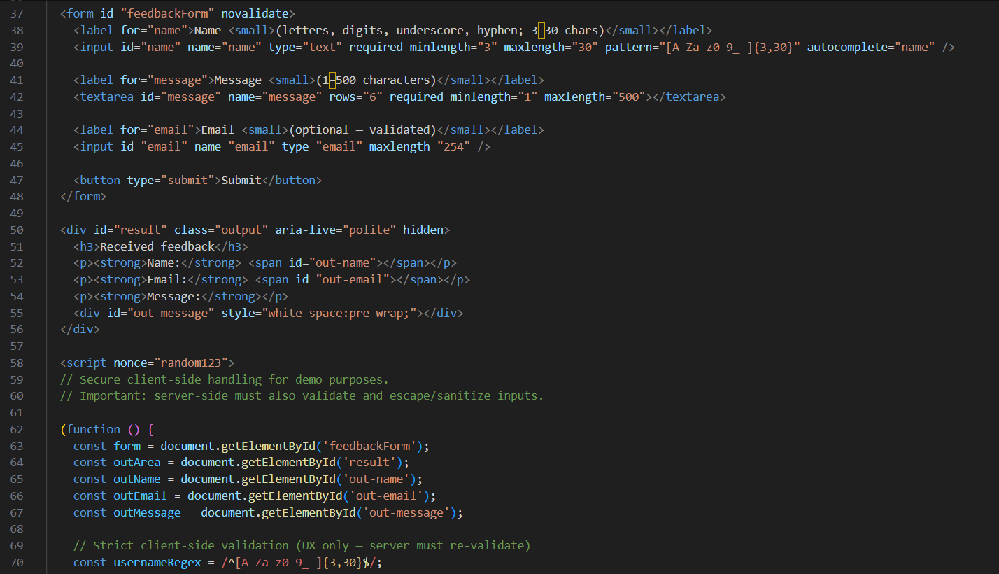 37 <form id="feedbackForm" novalidate>
38 <label for="name">Name <small>(letters, digits, underscore, hyphen; 3–30 chars)</small></label>
39 <input id="name" name="name" type="text" required minlength="3" maxlength="30" pattern="[A-Za-z0-9_-]{3,30}" autocomplete="name" />
40
41 <label for="message">Message <small>(1–500 characters)</small></label>
42 <textarea id="message" name="message" rows="6" required minlength="1" maxlength="500"></textarea>
43
44 <label for="email">Email <small>(optional — validated)</small></label>
45 <input id="email" name="email" type="email" maxlength="254" />
46
47 <button type="submit">Submit</button>
48 </form>
49
50 <div id="result" class="output" aria-live="polite" hidden>
51 <h3>Received feedback</h3>
52 <p><strong>Name:</strong> <span id="out-name"></span></p>
53 <p><strong>Email:</strong> <span id="out-email"></span></p>
54 <p><strong>Message:</strong></p>
55 <div id="out-message" style="white-space:pre-wrap;"></div>
56 </div>
57
58 <script nonce="random123">
59 // Secure client-side handling for demo purposes.
60 // Important: server-side must also validate and escape/sanitize inputs.
61
62 (function () {
63 const form = document.getElementById('feedbackForm');
64 const outArea = document.getElementById('result');
65 const outName = document.getElementById('out-name');
66 const outEmail = document.getElementById('out-email');
67 const outMessage = document.getElementById('out-message');
68
69 // Strict client-side validation (UX only — server must re-validate)
70 const usernameRegex = /^[A-Za-z0-9_-]{3,30}$/;